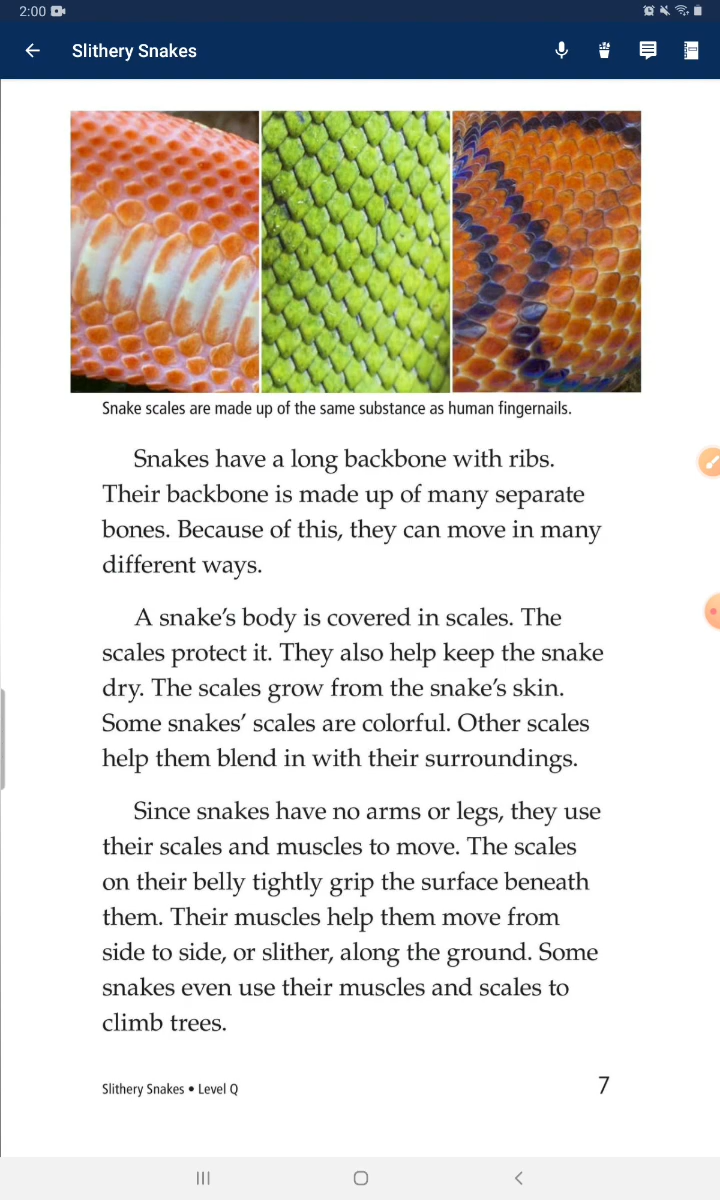 2:00
Slithery Snakes
Snake scales are made up of the same substance as human fingernails.
Snakes have a long backbone with ribs.
Their backbone is made up of many separate
bones. Because of this, they can move in many
different ways.
A snake’s body is covered in scales. The
scales protect it. They also help keep the snake
dry. The scales grow from the snake’s skin.
Some snakes’ scales are colorful. Other scales
help them blend in with their surroundings.
Since snakes have no arms or legs, they use
their scales and muscles to move. The scales
on their belly tightly grip the surface beneath
them. Their muscles help them move from
side to side, or slither, along the ground. Some
snakes even use their muscles and scales to
climb trees.
Slithery Snakes • Level Q
7